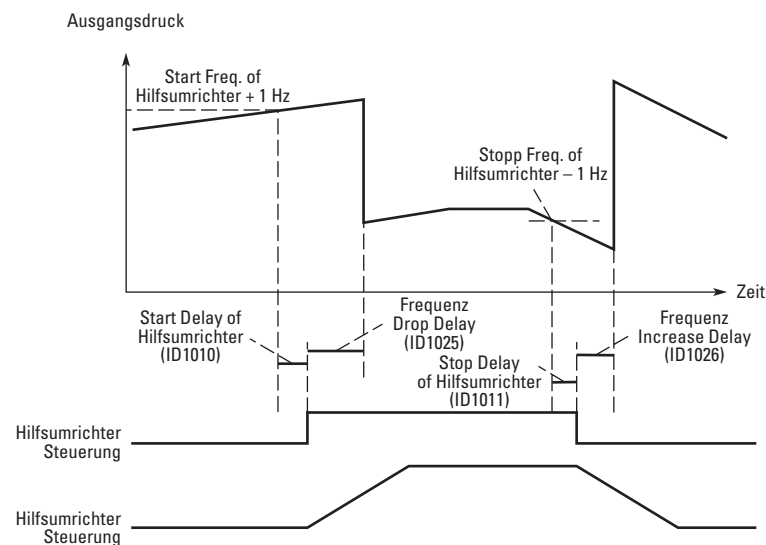 Ausgangsdruck
Start Freq. of
Hilfsumrichter + 1 Hz
Stopp Freq. of
Hilfsumrichter – 1 Hz
Zeit
Start Delay of
Hilfsumrichter
(ID1010)
Frequenz
Drop Delay
(ID1025)
Stop Delay
of Hilfsumrichter
(ID1011)
Frequenz
Increase Delay
(ID1026)
Hilfsumrichter
Steuerung
Hilfsumrichter
Steuerung